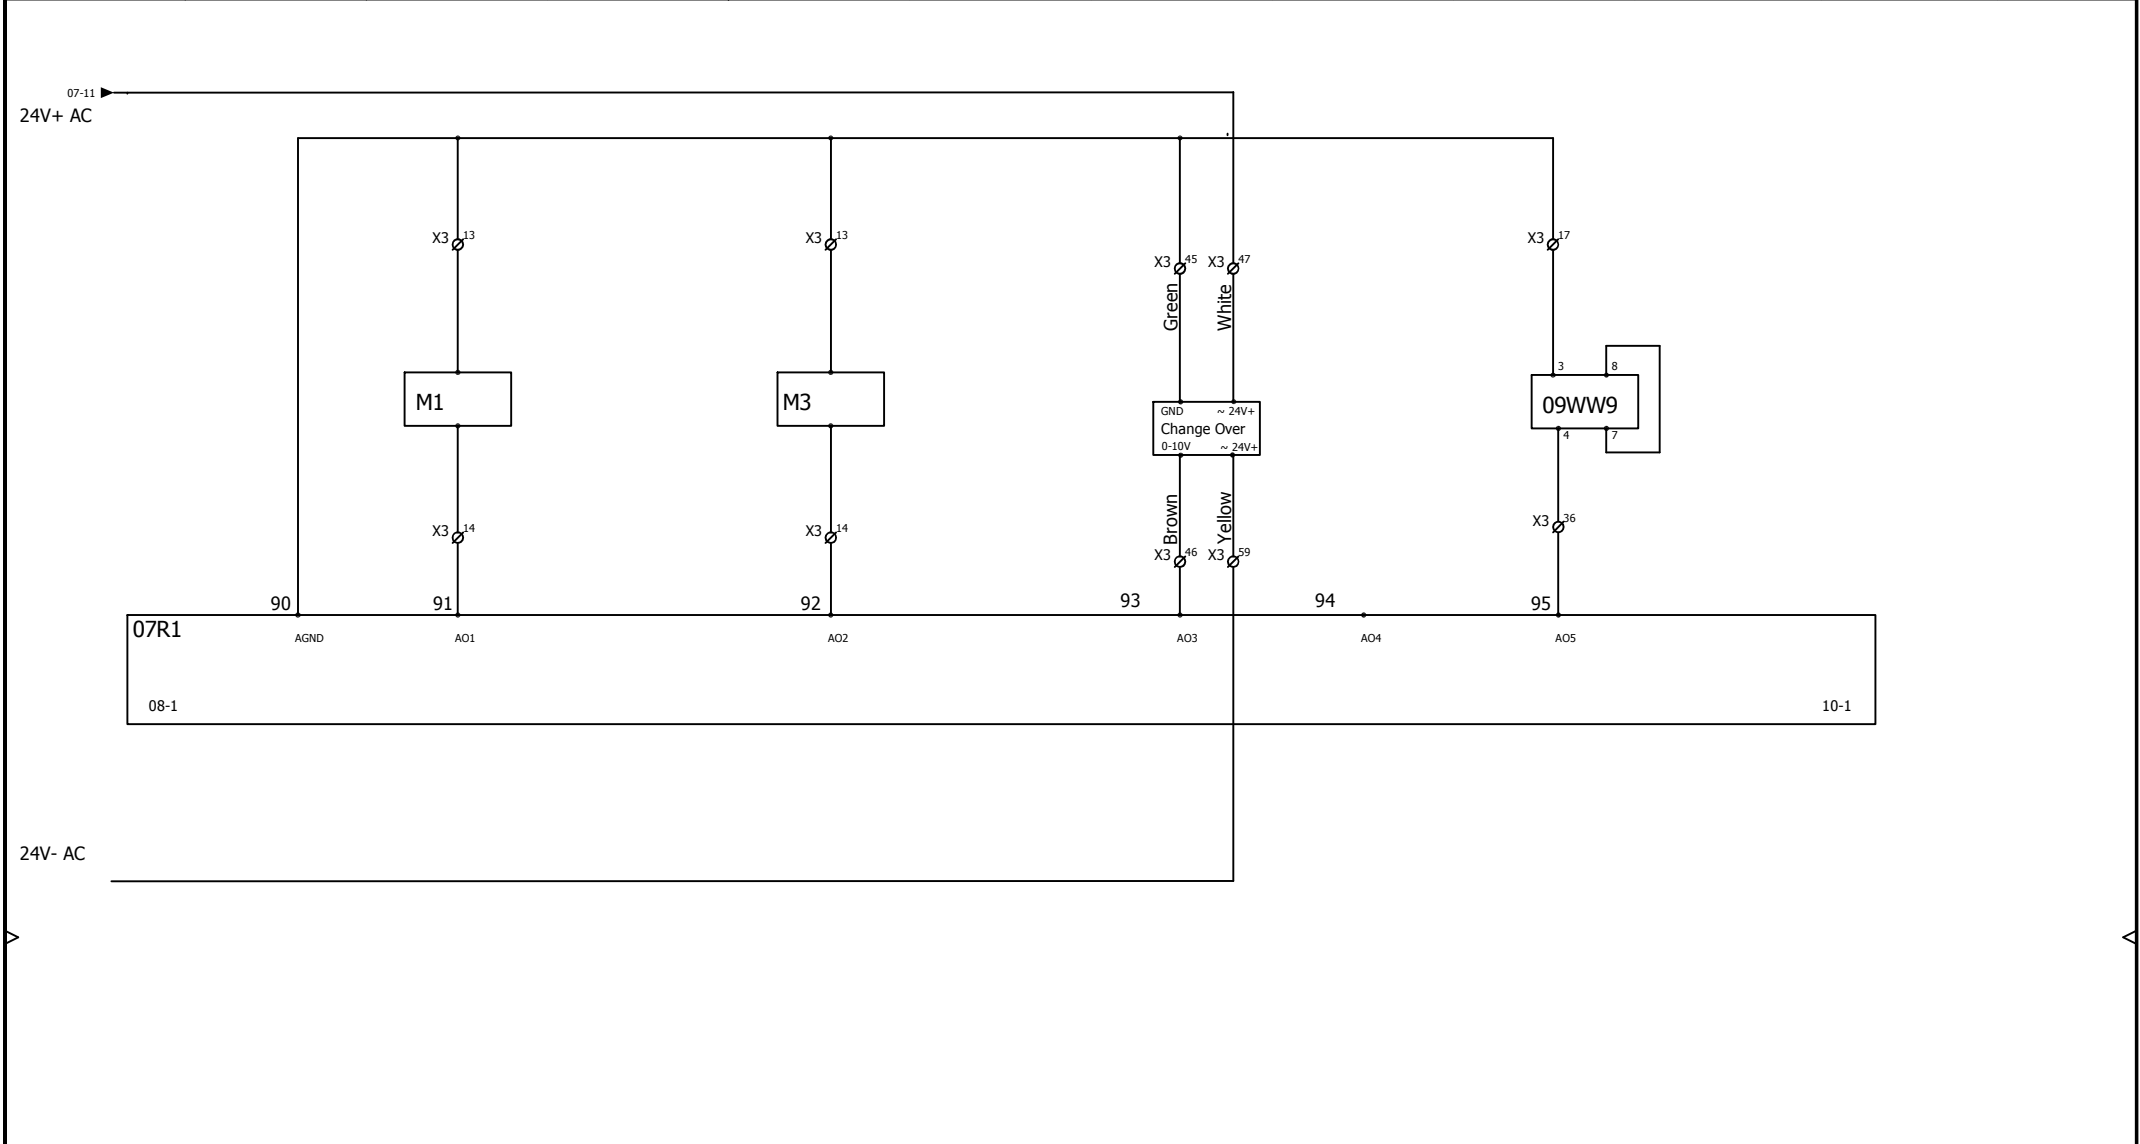 07-11
24V+ AC
X3 13
X3 13
X3 17
X3 45
X3 47
Green
White
3
8
M1
M3
GND
~ 24V+
Change Over
0-10V
~ 24V+
09WW9
4
7
Brown
Yellow
X3 14
X3 14
X3 36
X3 46
X3 59
90
91
92
93
94
95
07R1
AGND
AO1
AO2
AO3
AO4
AO5
08-1
10-1
24V- AC